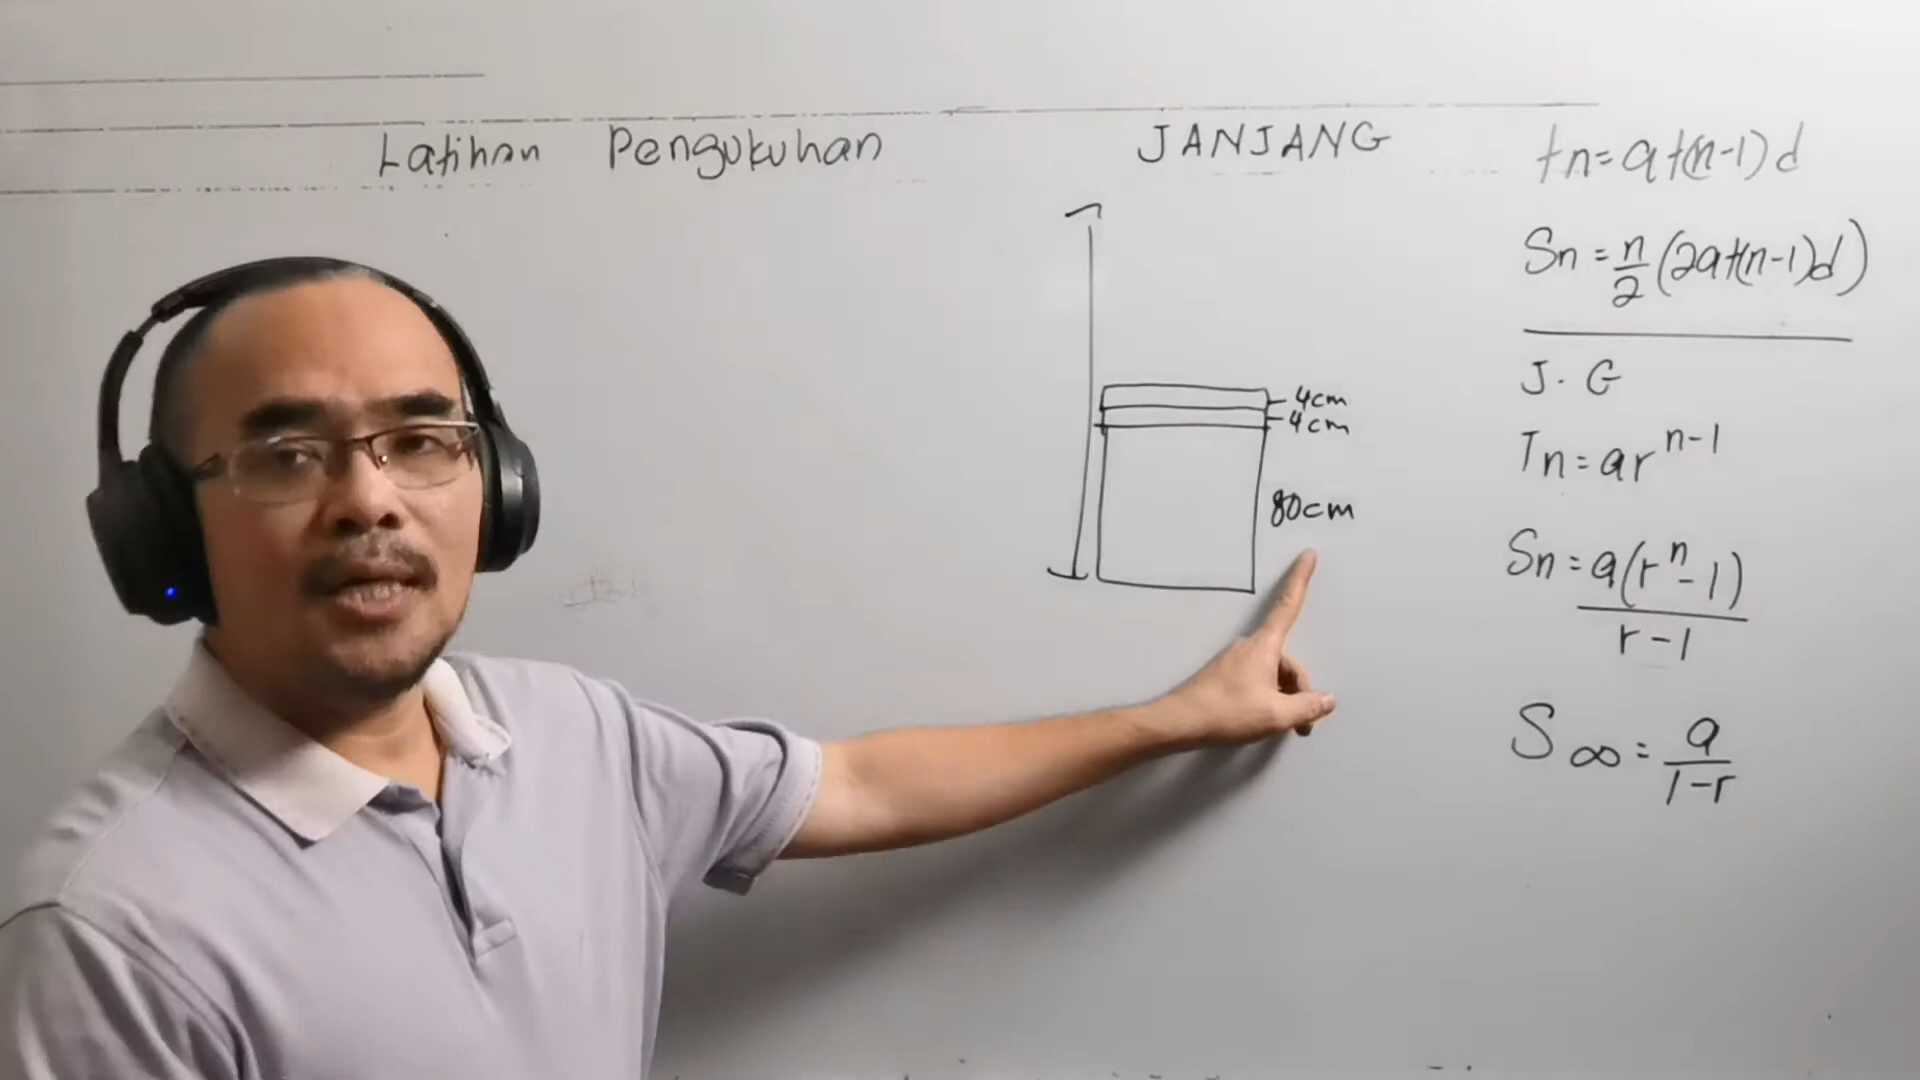 Latihan Pengukuhan JANJANG
4cm
4cm
80cm
tn=a+(n-1)d
Sn=n/2(2a+(n-1)d)
J.G
Tn=ar^n-1
Sn=a(r^n-1)/r-1
S∞=a/1-r